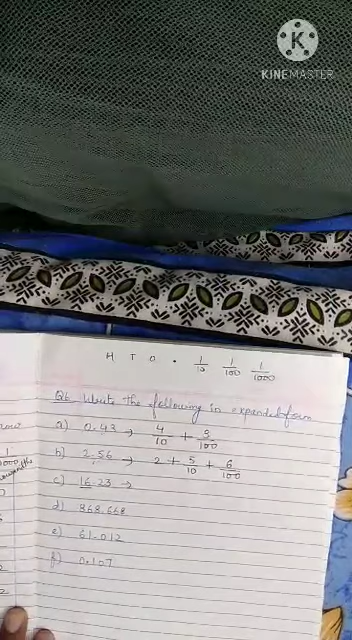 K
KINEMASTER
H T O . 1/10 1/100 1/1000
Q6 Write the following in expanded form
a) 0.43 → 4/10 + 3/100
b) 2.56 → 2 + 5/10 + 6/100
c) 16.23 →
d) 868.668
e) 61.012
f) 0.107